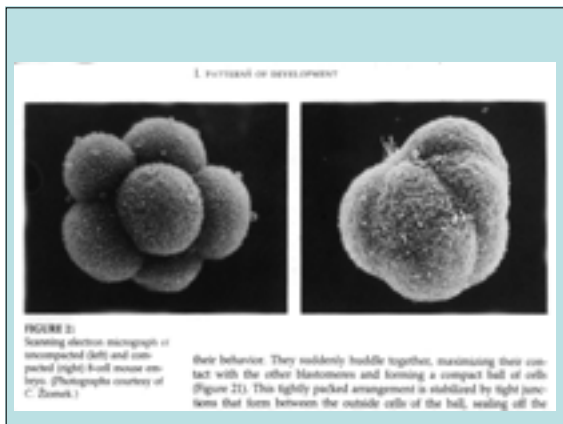 I. PATTERNS OF DEVELOPMENT
FIGURE 21
Scanning electron micrograph of
uncompacted (left) and com-
pacted (right) 8-cell mouse em-
bryo. (Photographs courtesy of
C. Ziomek.)
their behavior. They suddenly huddle together, maximizing their con-
tact with the other blastomeres and forming a compact ball of cells
(Figure 21). This tightly packed arrangement is stabilized by tight junc-
tions that form between the outside cells of the ball, sealing off the